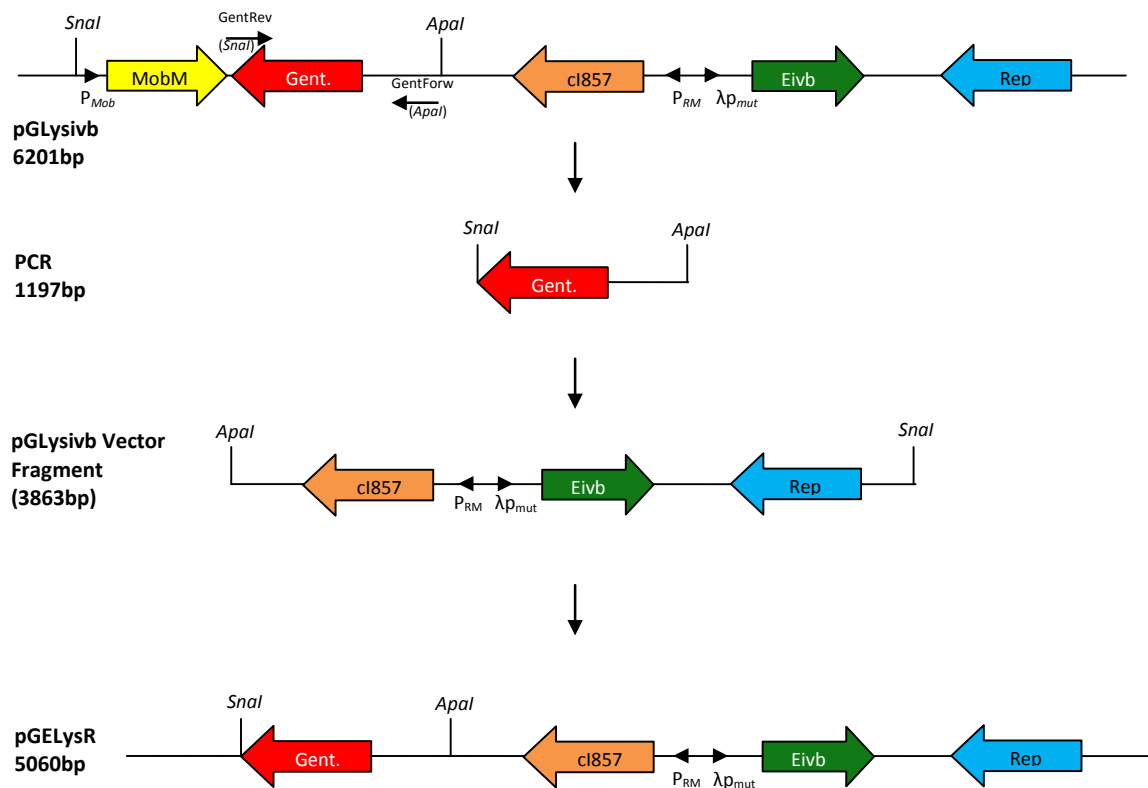 SnaI
GentRev
(SnaI)
ApaI
MobM
Gent.
GentForw
(ApaI)
cI857
Eivb
Rep
PMob
PRM
λpmut
pGLysivb
6201bp
SnaI
ApaI
PCR
1197bp
Gent.
pGLysivb Vector
Fragment
(3863bp)
ApaI
SnaI
cI857
Eivb
Rep
PRM
λpmut
SnaI
ApaI
pGELysR
5060bp
Gent.
cI857
Eivb
Rep
PRM
λpmut